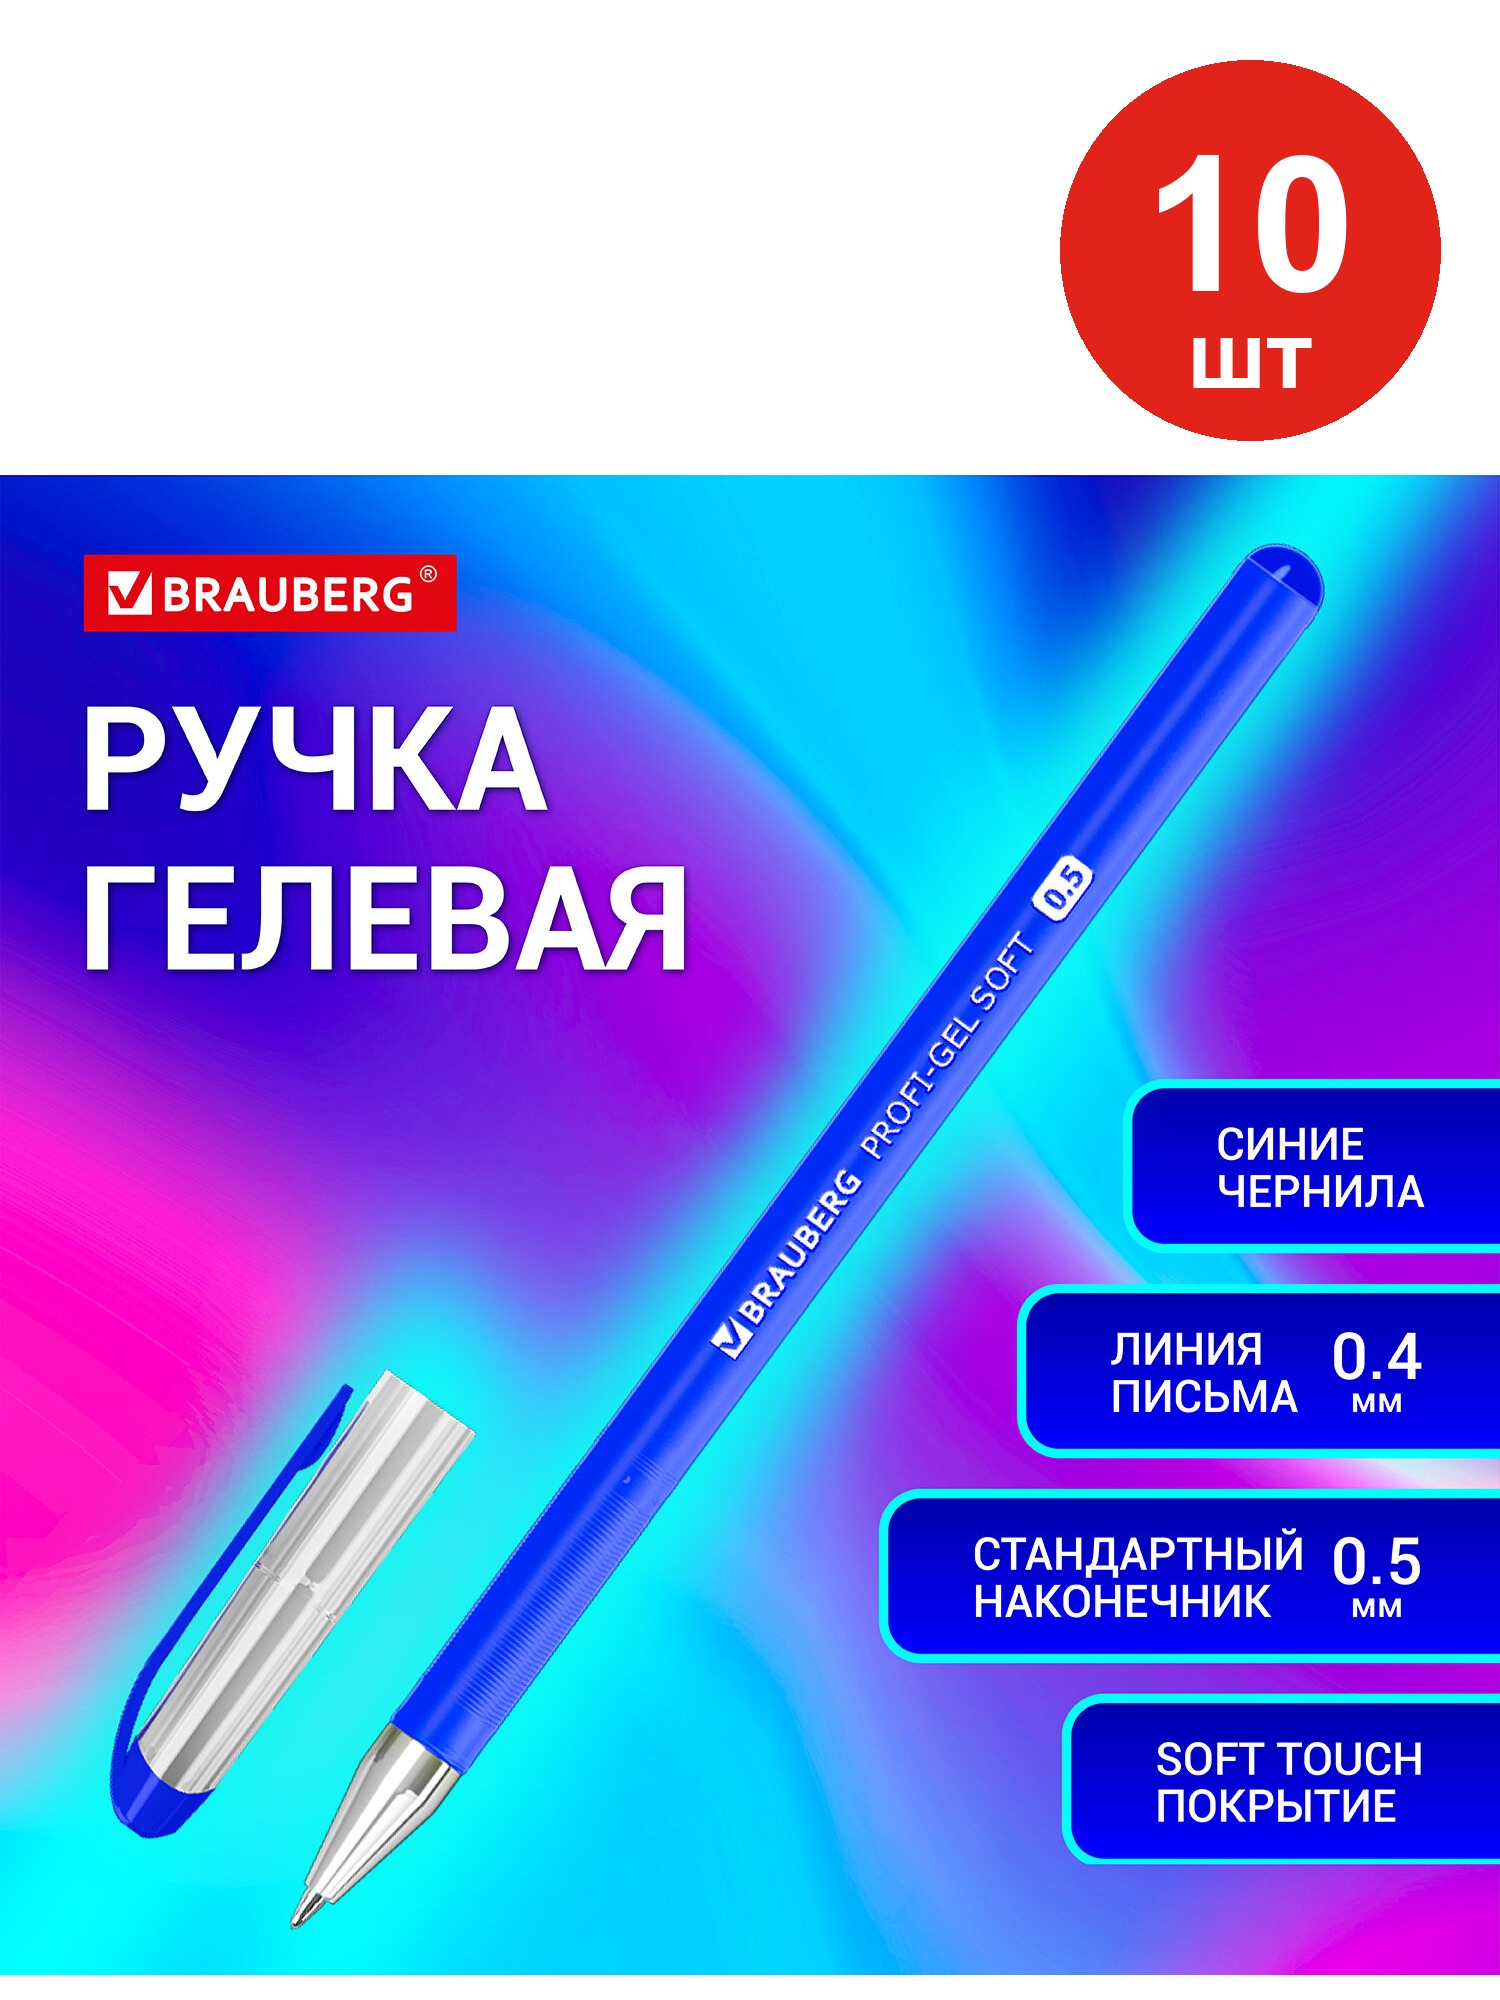 10
шт
BRAUBERG®
РУЧКА
ГЕЛЕВАЯ
BRAUBERG PROFI-GEL SOFT 0.5
СИНИЕ
ЧЕРНИЛА
ЛИНИЯ
ПИСЬМА
0.4
мм
СТАНДАРТНЫЙ
НАКОНЕЧНИК
0.5
мм
SOFT TOUCH
ПОКРЫТИЕ